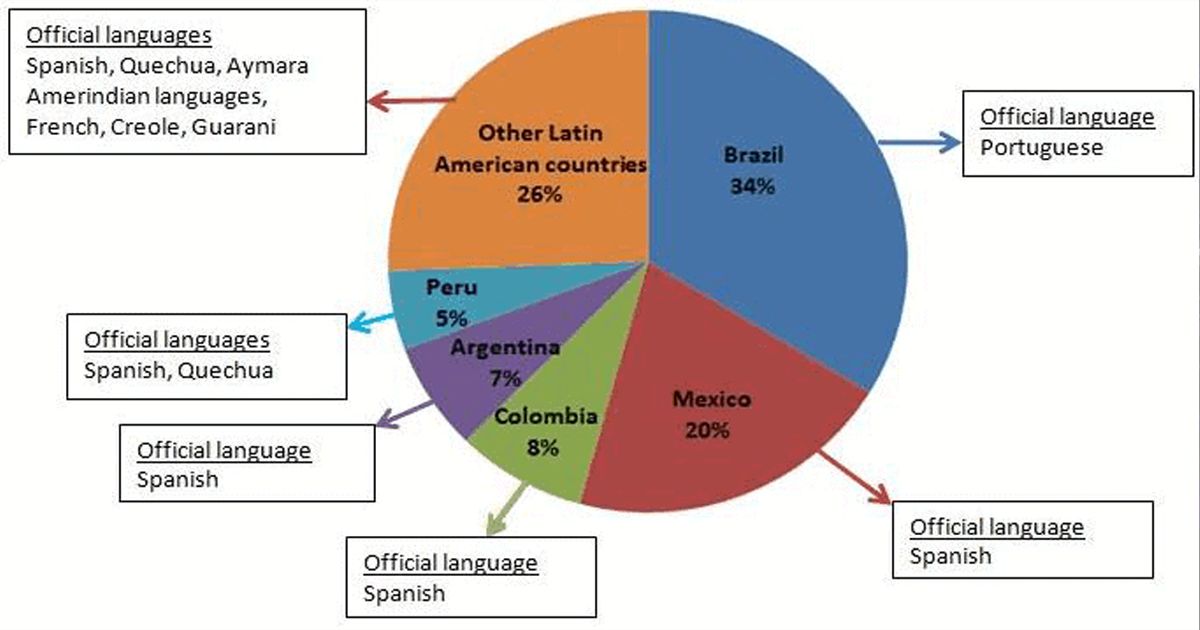 Official languages
Spanish, Quechua, Aymara
Amerindian languages,
French, Creole, Guarani
Other Latin
American countries
26%
Brazil
34%
Official language
Portuguese
Peru
5%
Official languages
Spanish, Quechua
Argentina
7%
Official language
Spanish
Colombia
8%
Official language
Spanish
Mexico
20%
Official language
Spanish